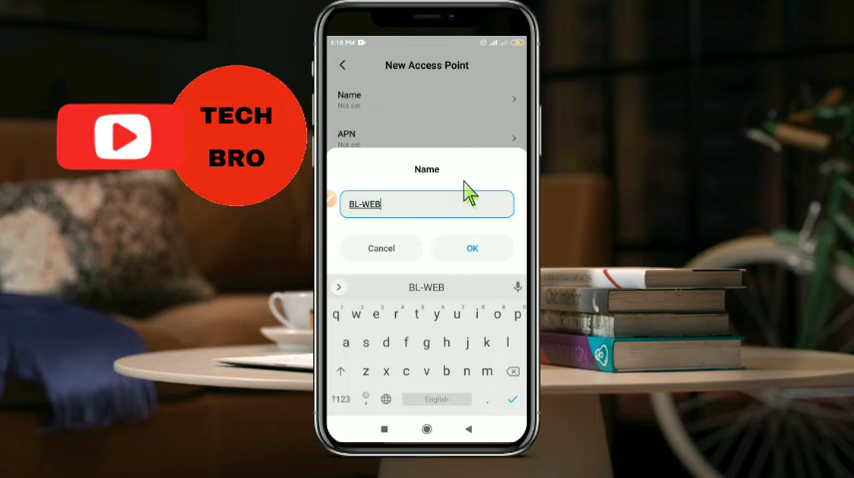 TECH
BRO
1:16 PM
New Access Point
Name
Not set
APN
Not set
Name
BL-WEB
Cancel
OK
BL-WEB
q w e r t y u i o p
a s d f g h j k l
z x c v b n m
?123 , English .